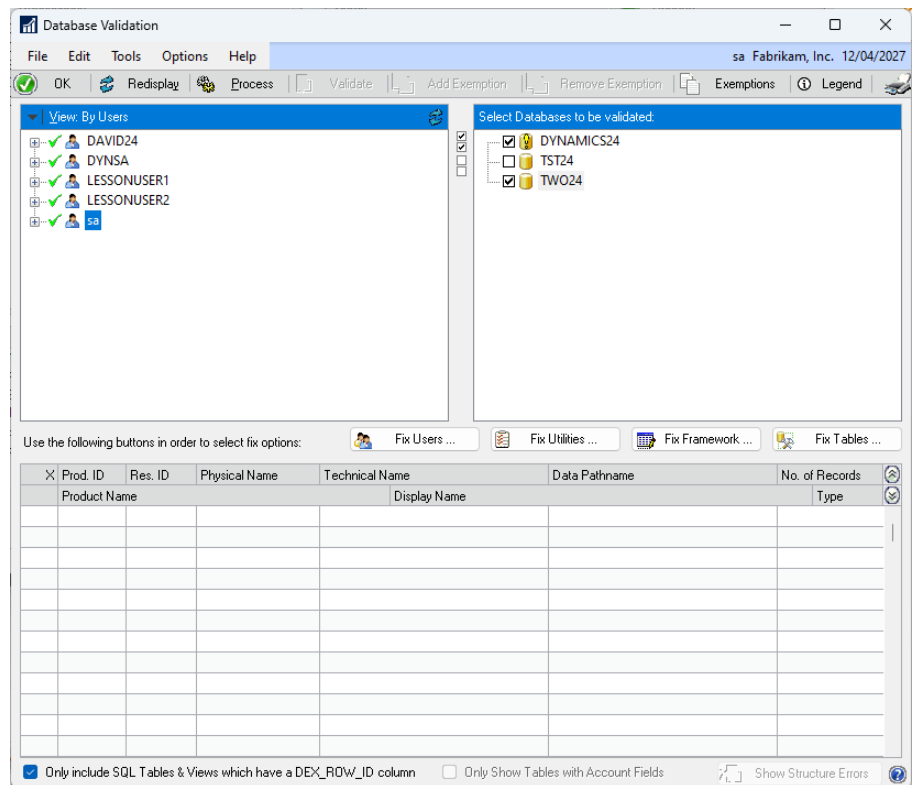 Database Validation
File Edit Tools Options Help sa Fabrikam, Inc. 12/04/2027
OK Redisplay Process Validate Add Exemption Remove Exemption Exemptions Legend
View: By Users
DAVID24
DYNSA
LESSONUSER1
LESSONUSER2
sa
Select Databases to be validated:
DYNAMICS24
TST24
TWO24
Use the following buttons in order to select fix options: Fix Users ... Fix Utilities ... Fix Framework ... Fix Tables ...
X Prod. ID Res. ID Physical Name Technical Name Data Pathname No. of Records
Product Name Display Name Type
Only include SQL Tables & Views which have a DEX_ROW_ID column Only Show Tables with Account Fields Show Structure Errors